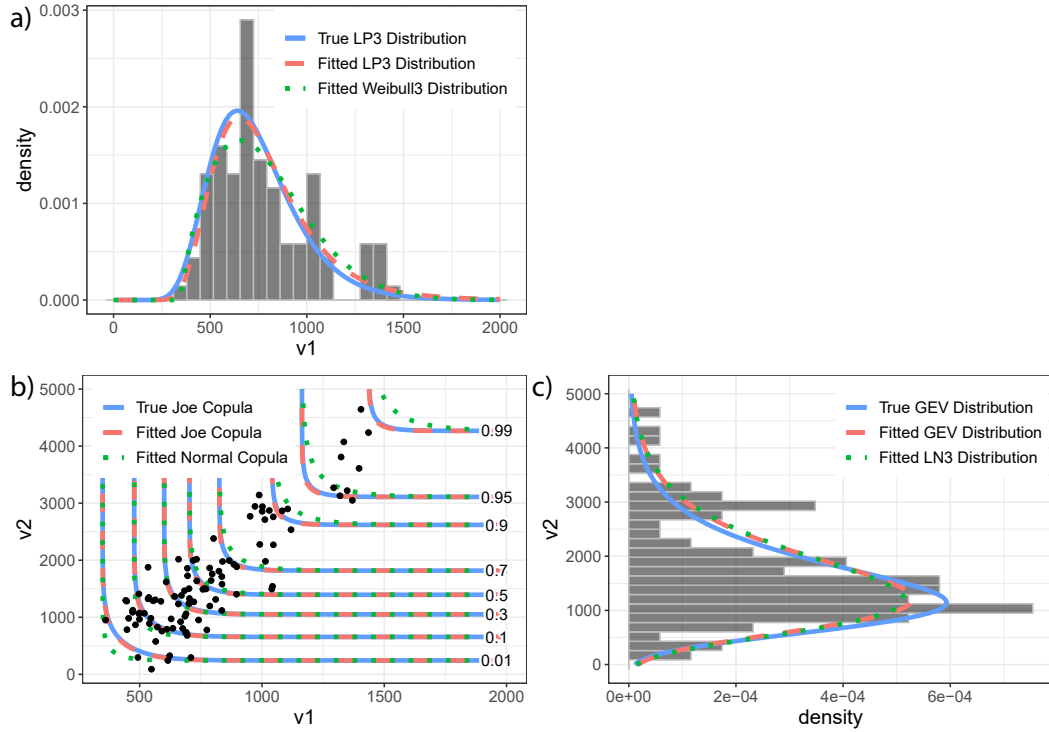 a)
0.003
0.002
0.001
0.000
density
True LP3 Distribution
Fitted LP3 Distribution
Fitted Weibull3 Distribution
0 500 1000 1500 2000
v1
b)
5000
4000
3000
2000
1000
0
v2
True Joe Copula
Fitted Joe Copula
Fitted Normal Copula
0.99
0.95
0.9
0.7
0.5
0.3
0.1
0.01
500 1000 1500 2000
v1
c)
5000
4000
3000
2000
1000
0
v2
True GEV Distribution
Fitted GEV Distribution
Fitted LN3 Distribution
0e+00 2e−04 4e−04 6e−04
density